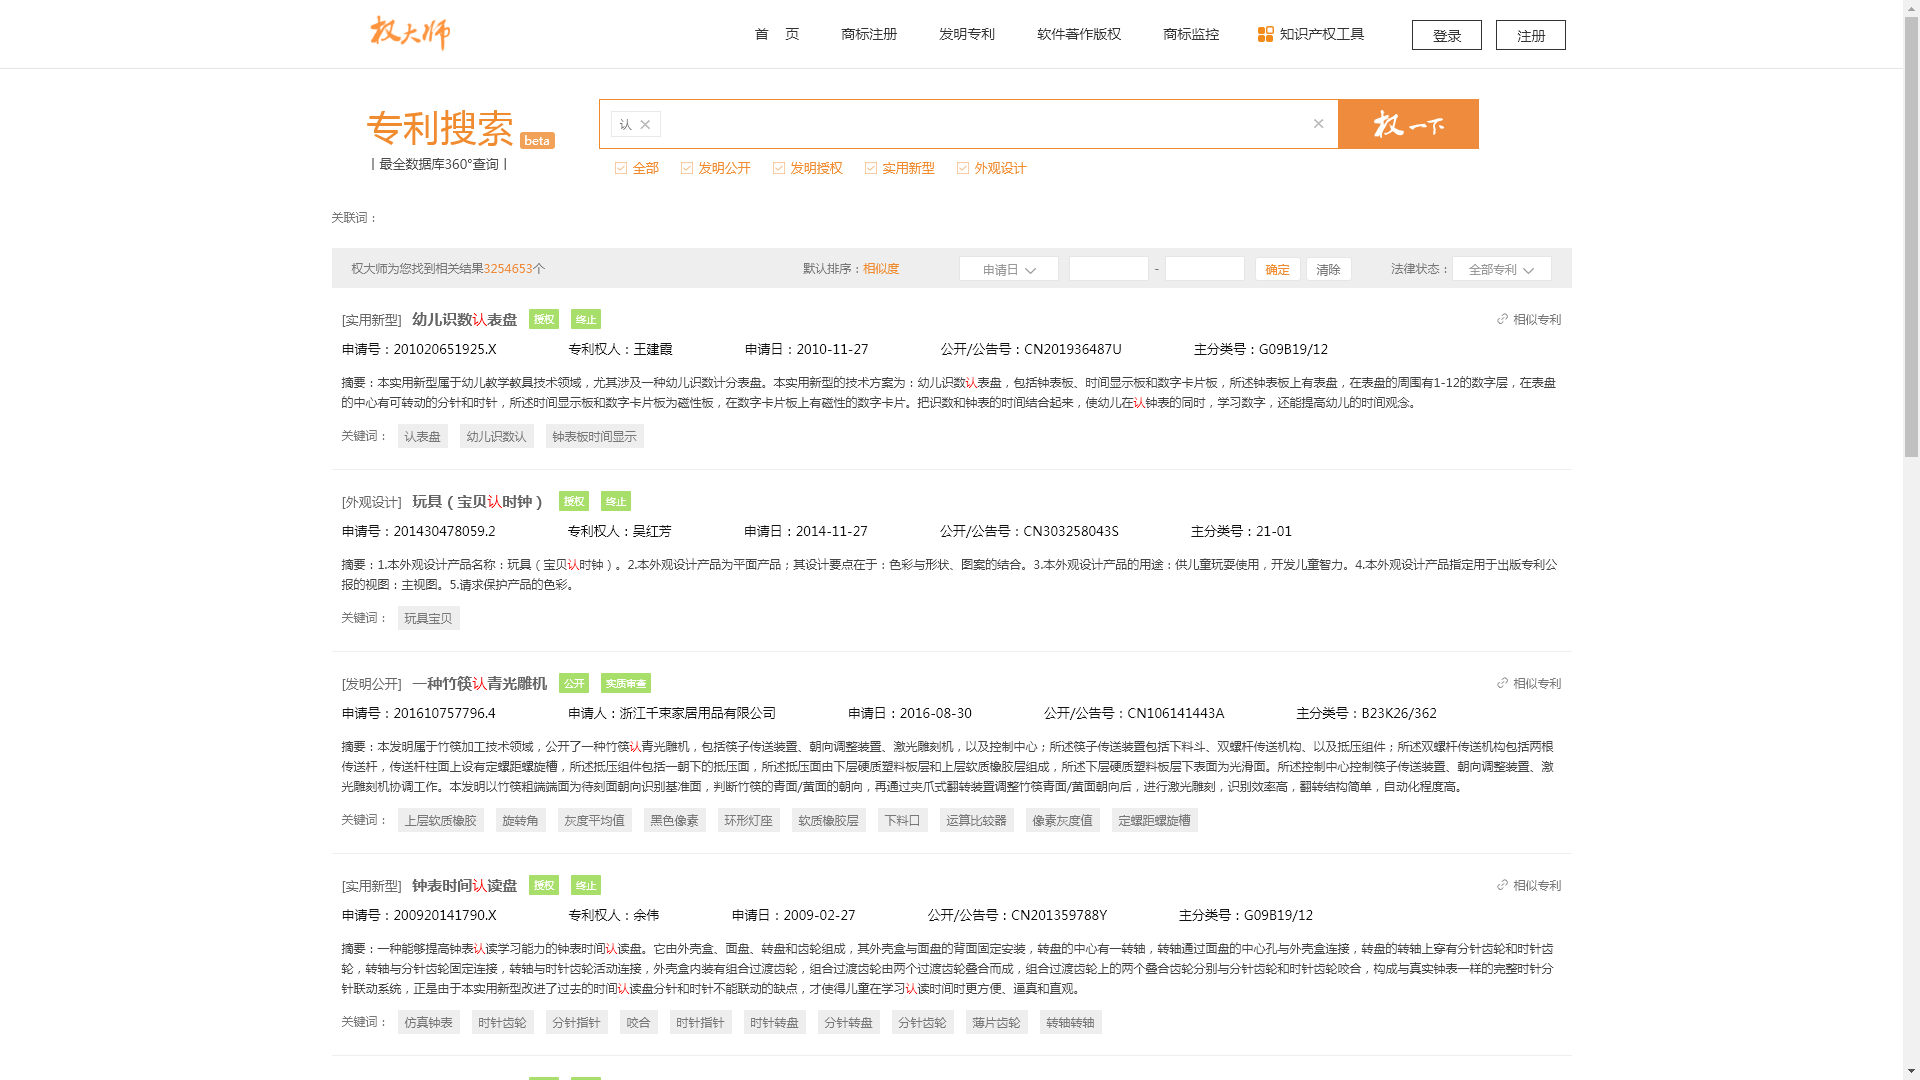 权大师
首 页 商标注册 发明专利 软件著作版权 商标监控 知识产权工具 登录 注册
专利搜索 beta
认
权一下
丨最全数据库360°查询丨
全部 发明公开 发明授权 实用新型 外观设计
关联词：
权大师为您找到相关结果3254653个 默认排序：相似度 申请日 - 确定 清除 法律状态： 全部专利
[实用新型] 幼儿识数认表盘 授权 终止 相似专利
申请号：201020651925.X 专利权人：王建霞 申请日：2010-11-27 公开/公告号：CN201936487U 主分类号：G09B19/12
摘要：本实用新型属于幼儿教学教具技术领域，尤其涉及一种幼儿识数计分表盘。本实用新型的技术方案为：幼儿识数认表盘，包括钟表板、时间显示板和数字卡片板，所述钟表板上有表盘，在表盘的周围有1-12的数字层，在表盘
的中心有可转动的分针和时针，所述时间显示板和数字卡片板为磁性板，在数字卡片板上有磁性的数字卡片。把识数和钟表的时间结合起来，使幼儿在认钟表的同时，学习数字，还能提高幼儿的时间观念。
关键词： 认表盘 幼儿识数认 钟表板时间显示
[外观设计] 玩具（宝贝认时钟） 授权 终止
申请号：201430478059.2 专利权人：吴红芳 申请日：2014-11-27 公开/公告号：CN303258043S 主分类号：21-01
摘要：1.本外观设计产品名称：玩具（宝贝认时钟）。2.本外观设计产品为平面产品；其设计要点在于：色彩与形状、图案的结合。3.本外观设计产品的用途：供儿童玩耍使用，开发儿童智力。4.本外观设计产品指定用于出版专利公
报的视图：主视图。5.请求保护产品的色彩。
关键词： 玩具宝贝
[发明公开] 一种竹筷认青光雕机 公开 实质审查 相似专利
申请号：201610757796.4 申请人：浙江千束家居用品有限公司 申请日：2016-08-30 公开/公告号：CN106141443A 主分类号：B23K26/362
摘要：本发明属于竹筷加工技术领域，公开了一种竹筷认青光雕机，包括筷子传送装置、朝向调整装置、激光雕刻机，以及控制中心；所述筷子传送装置包括下料斗、双螺杆传送机构、以及抵压组件；所述双螺杆传送机构包括两根
传送杆，传送杆柱面上设有定螺距螺旋槽，所述抵压组件包括一朝下的抵压面，所述抵压面由下层硬质塑料板层和上层软质橡胶层组成，所述下层硬质塑料板层下表面为光滑面。所述控制中心控制筷子传送装置、朝向调整装置、激
光雕刻机协调工作。本发明以竹筷粗端端面为待刻面朝向识别基准面，判断竹筷的青面/黄面的朝向，再通过夹爪式翻转装置调整竹筷青面/黄面朝向后，进行激光雕刻，识别效率高，翻转结构简单，自动化程度高。
关键词： 上层软质橡胶 旋转角 灰度平均值 黑色像素 环形灯座 软质橡胶层 下料口 运算比较器 像素灰度值 定螺距螺旋槽
[实用新型] 钟表时间认读盘 授权 终止 相似专利
申请号：200920141790.X 专利权人：余伟 申请日：2009-02-27 公开/公告号：CN201359788Y 主分类号：G09B19/12
摘要：一种能够提高钟表认读学习能力的钟表时间认读盘。它由外壳盒、面盘、转盘和齿轮组成，其外壳盒与面盘的背面固定安装，转盘的中心有一转轴，转轴通过面盘的中心孔与外壳盒连接，转盘的转轴上穿有分针齿轮和时针齿
轮，转轴与分针齿轮固定连接，转轴与时针齿轮活动连接，外壳盒内装有组合过渡齿轮，组合过渡齿轮由两个过渡齿轮叠合而成，组合过渡齿轮上的两个叠合齿轮分别与分针齿轮和时针齿轮咬合，构成与真实钟表一样的完整时针分
针联动系统，正是由于本实用新型改进了过去的时间认读盘分针和时针不能联动的缺点，才使得儿童在学习认读时间时更方便、逼真和直观。
关键词： 仿真钟表 时针齿轮 分针指针 咬合 时针指针 时针转盘 分针转盘 分针齿轮 薄片齿轮 转轴转轴